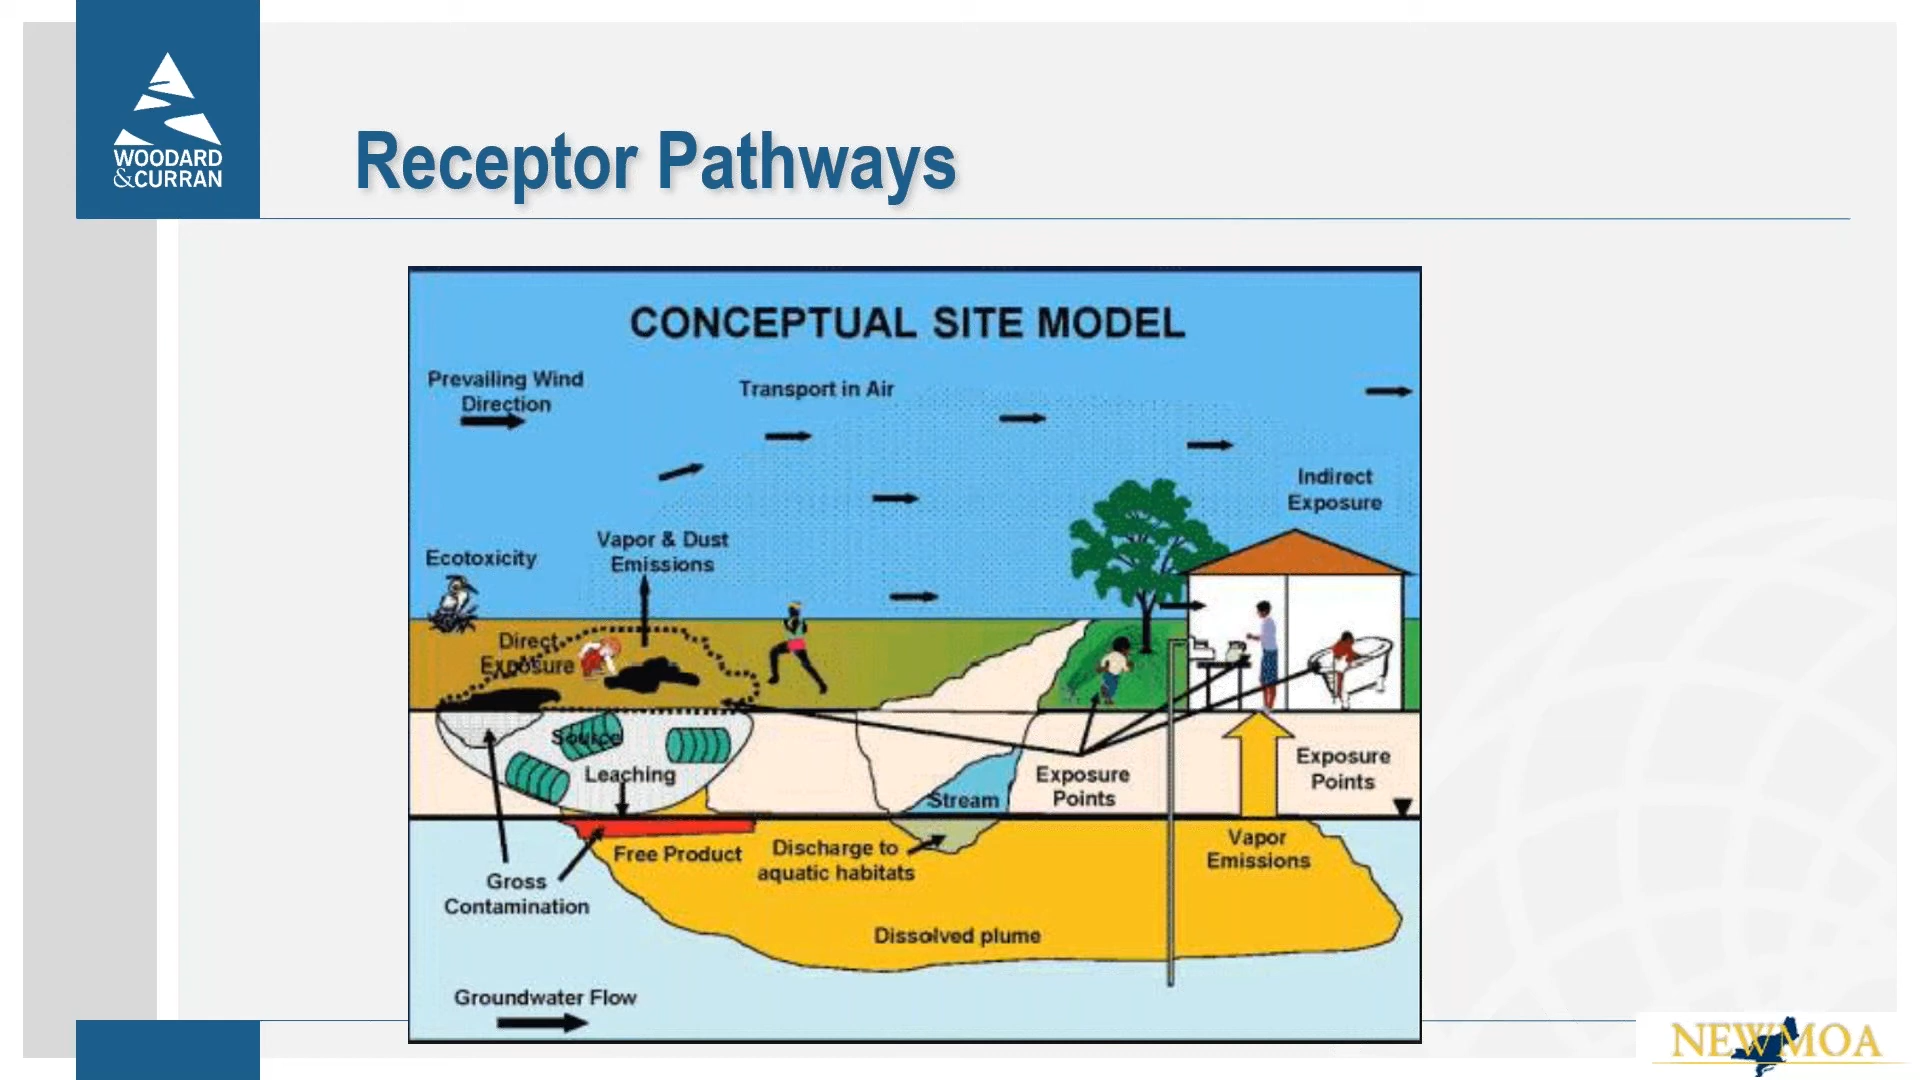 WOODARD
&CURRAN
Receptor Pathways
CONCEPTUAL SITE MODEL
Prevailing Wind
Direction
Transport in Air
Indirect
Exposure
Vapor & Dust
Emissions
Ecotoxicity
Direct
Exposure
Source
Leaching
Exposure
Points
Exposure
Points
Stream
Vapor
Emissions
Free Product
Discharge to
aquatic habitats
Gross
Contamination
Dissolved plume
Groundwater Flow
NEWMOA